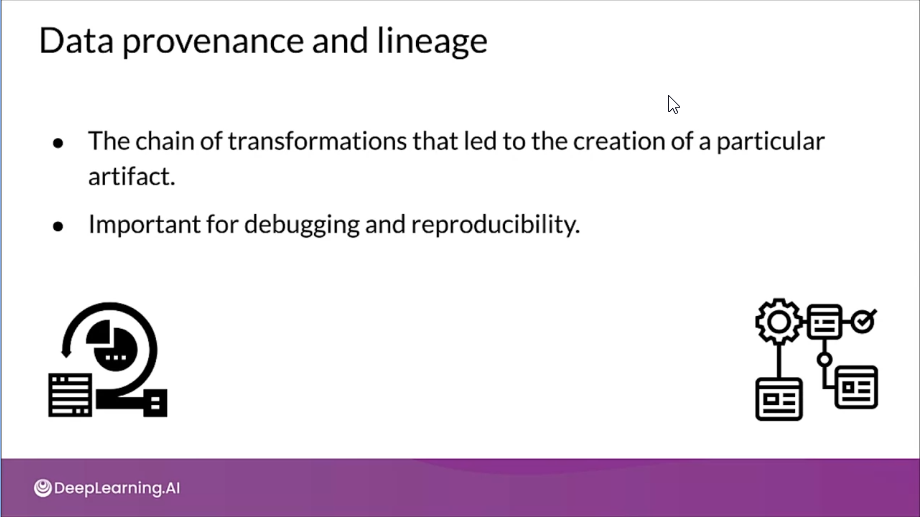 Data provenance and lineage
● The chain of transformations that led to the creation of a particular
artifact.
● Important for debugging and reproducibility.
DeepLearning.AI